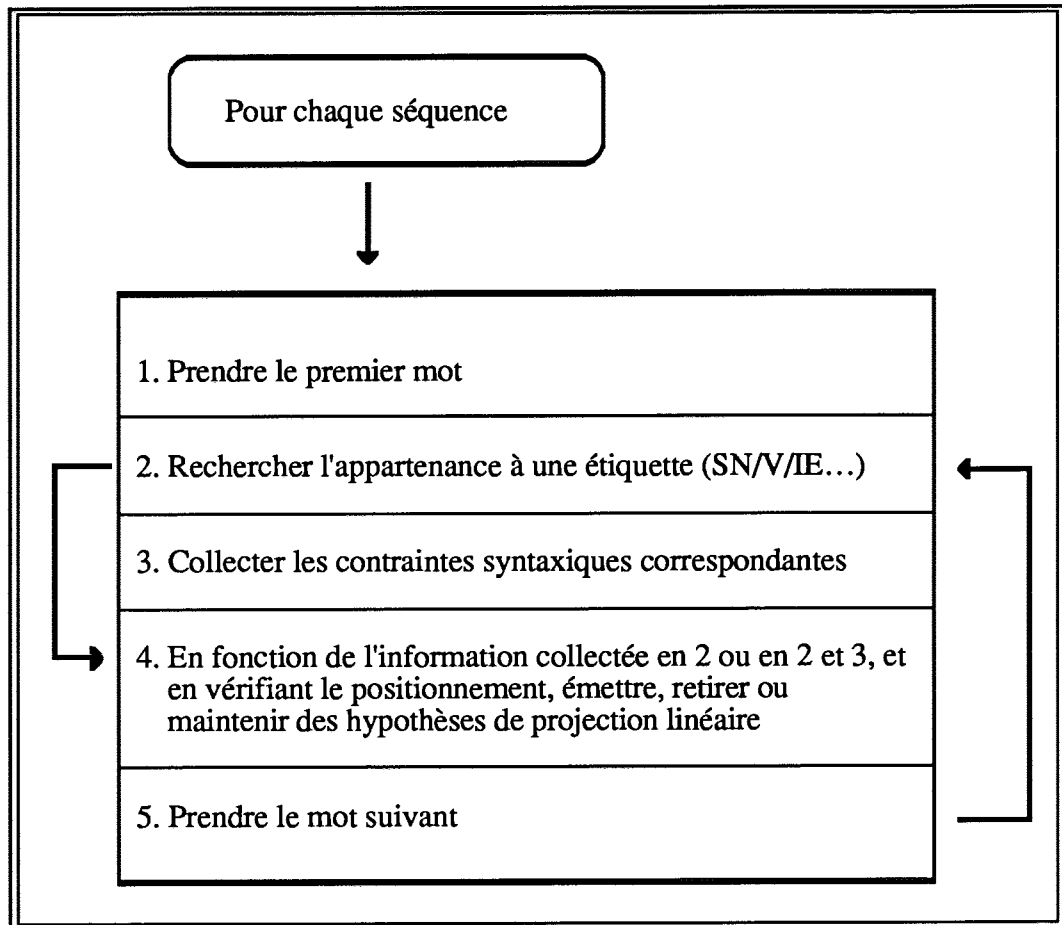 Pour chaque séquence
1. Prendre le premier mot
2. Rechercher l'appartenance à une étiquette (SN/V/IE…)
3. Collecter les contraintes syntaxiques correspondantes
4. En fonction de l'information collectée en 2 ou en 2 et 3, et
en vérifiant le positionnement, émettre, retirer ou
maintenir des hypothèses de projection linéaire
5. Prendre le mot suivant